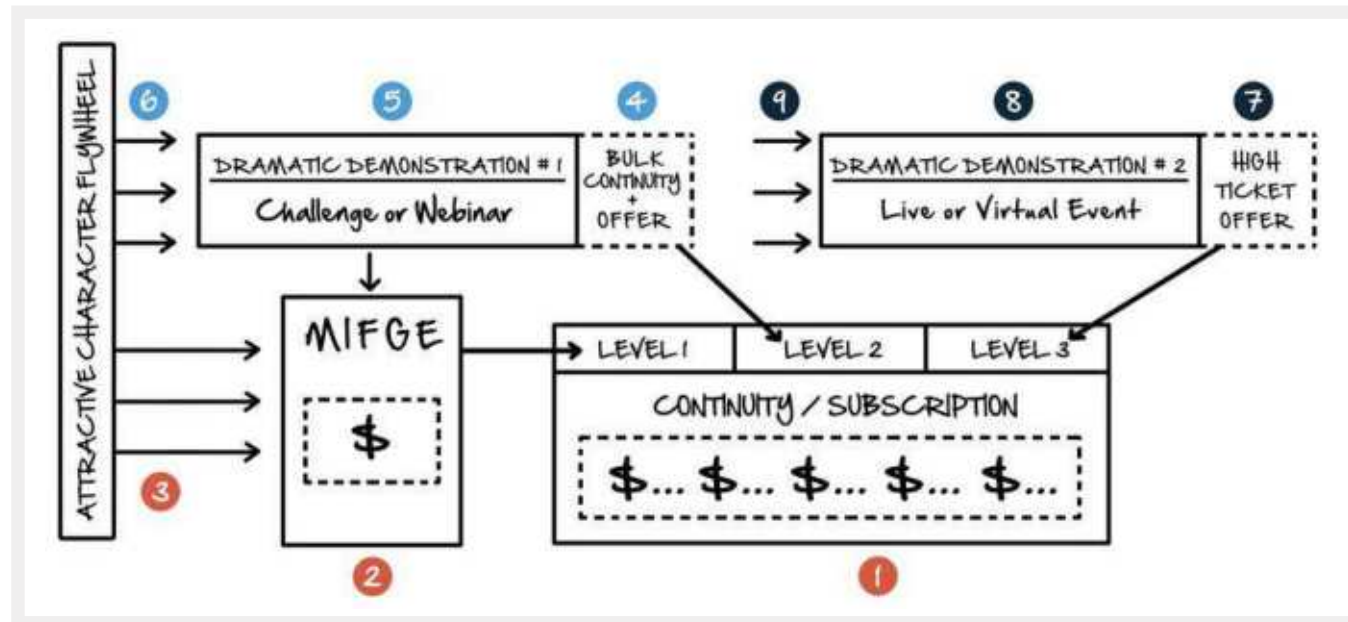 ATTRACTIVE CHARACTER FLYWHEEL
6
5
4
9
8
7
DRAMATIC DEMONSTRATION # 1
Challenge or Webinar
BULK
CONTINUITY
+
OFFER
DRAMATIC DEMONSTRATION # 2
Live or Virtual Event
HIGH
TICKET
OFFER
MIFGE
$
LEVEL 1
LEVEL 2
LEVEL 3
CONTINUITY / SUBSCRIPTION
$... $... $... $... $...
3
2
1